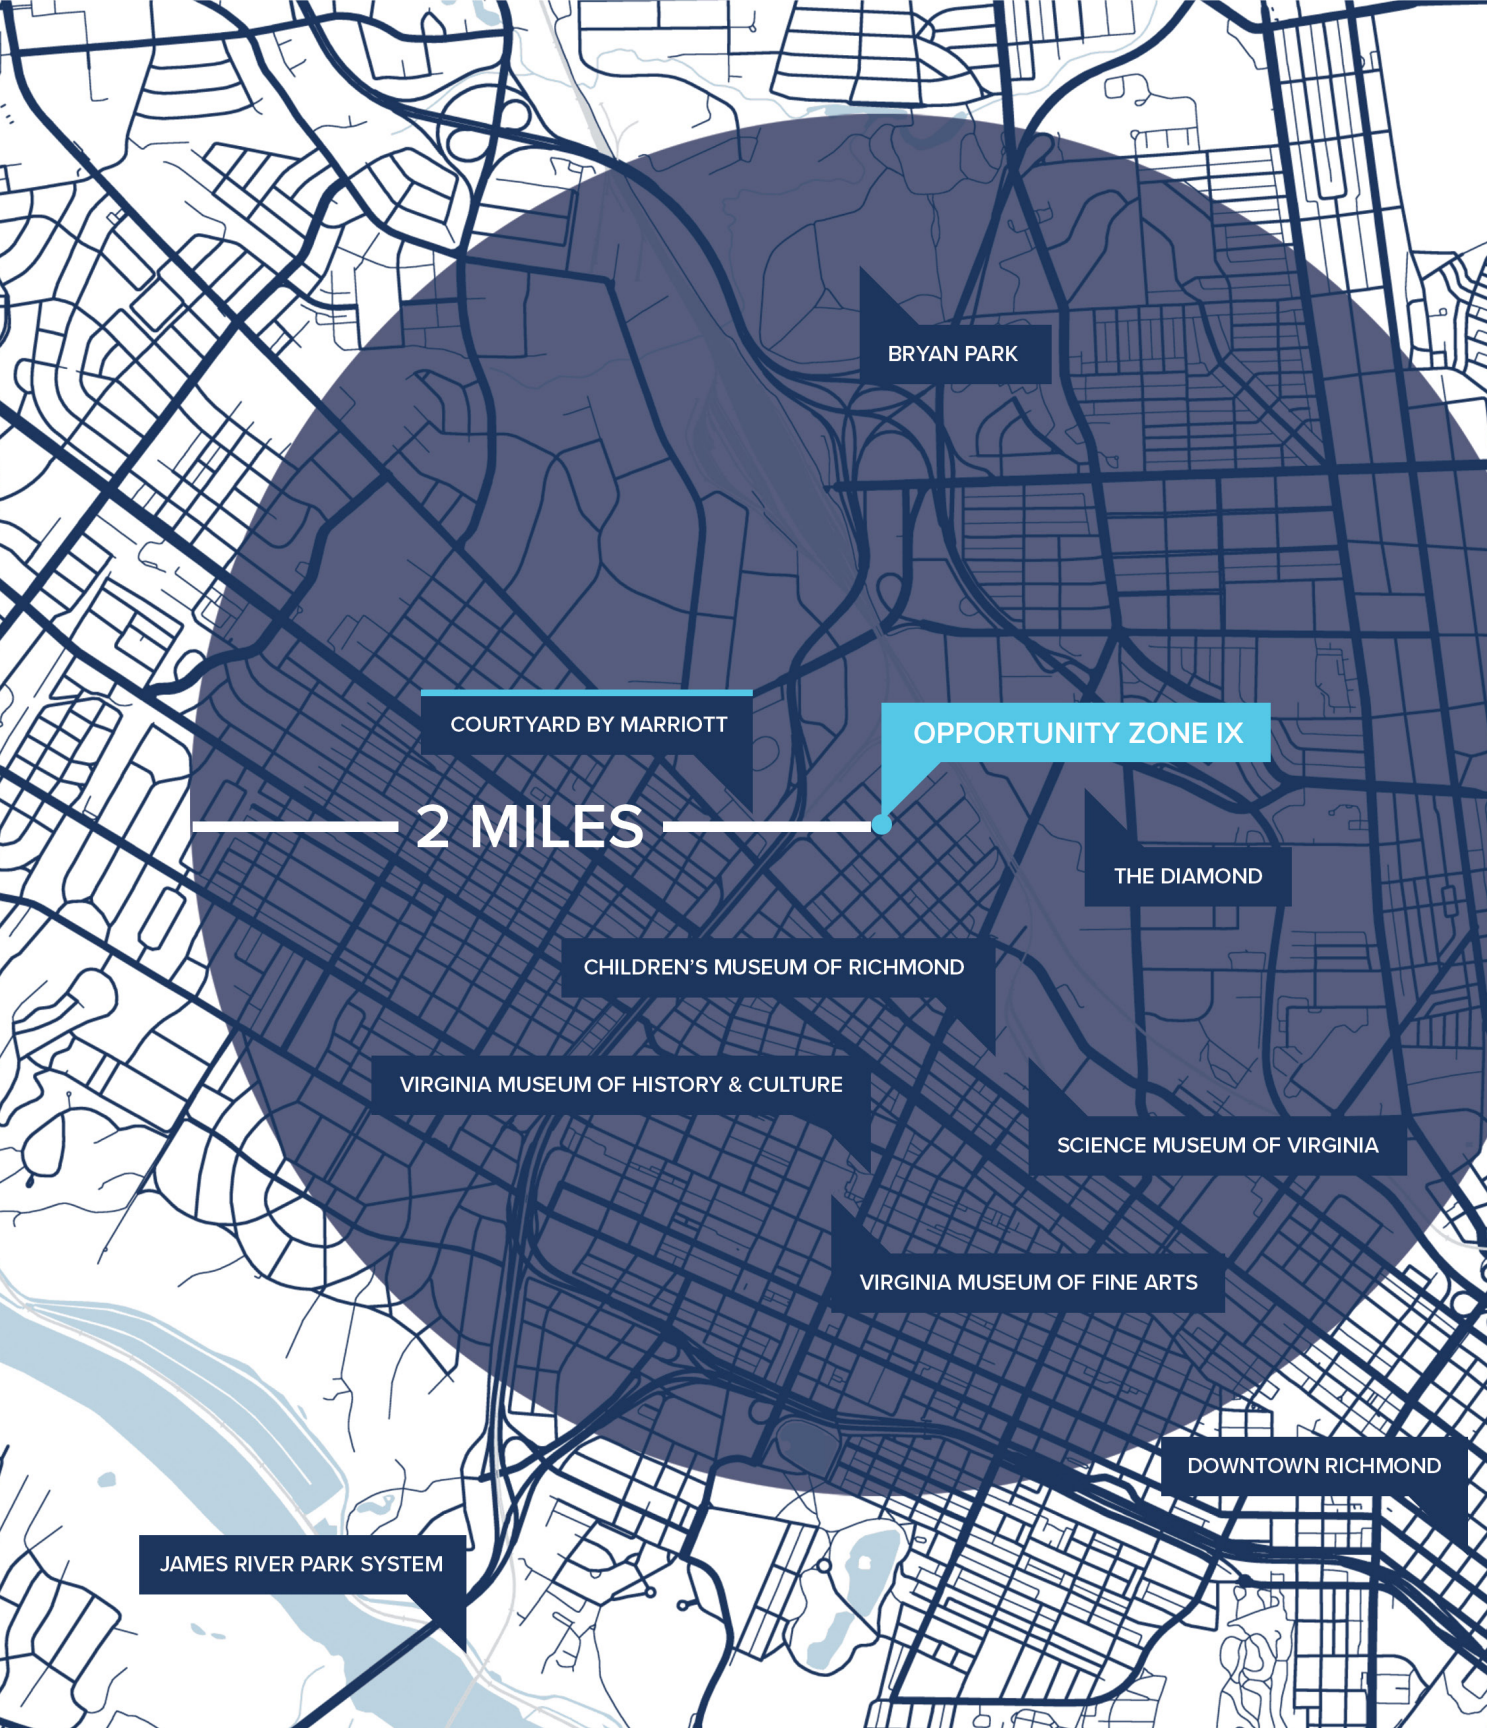 BRYAN PARK
COURTYARD BY MARRIOTT
OPPORTUNITY ZONE IX
2 MILES
THE DIAMOND
CHILDREN’S MUSEUM OF RICHMOND
VIRGINIA MUSEUM OF HISTORY & CULTURE
SCIENCE MUSEUM OF VIRGINIA
VIRGINIA MUSEUM OF FINE ARTS
DOWNTOWN RICHMOND
JAMES RIVER PARK SYSTEM